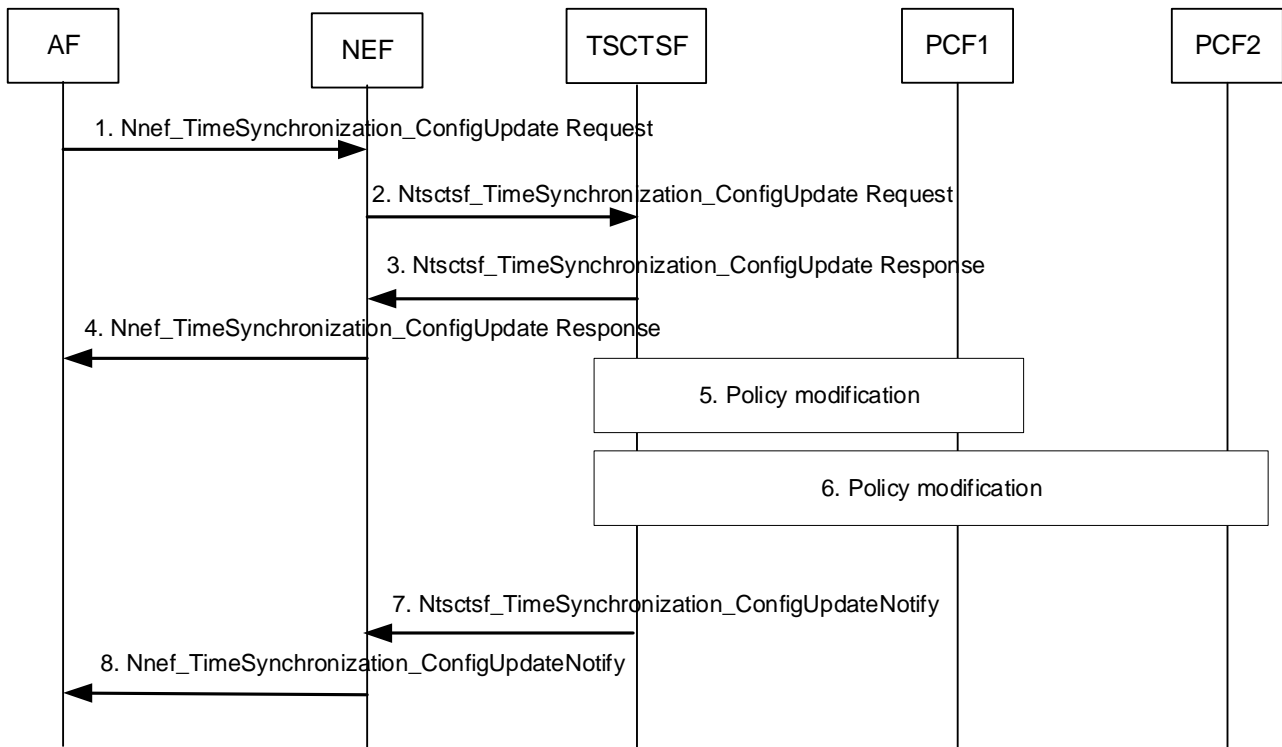 AF
NEF
TSCTSF
PCF1
PCF2
1. Nnef_TimeSynchronization_ConfigUpdate Request
2. Ntsctsf_TimeSynchronization_ConfigUpdate Request
3. Ntsctsf_TimeSynchronization_ConfigUpdate Response
4. Nnef_TimeSynchronization_ConfigUpdate Response
5. Policy modification
6. Policy modification
7. Ntsctsf_TimeSynchronization_ConfigUpdateNotify
8. Nnef_TimeSynchronization_ConfigUpdateNotify